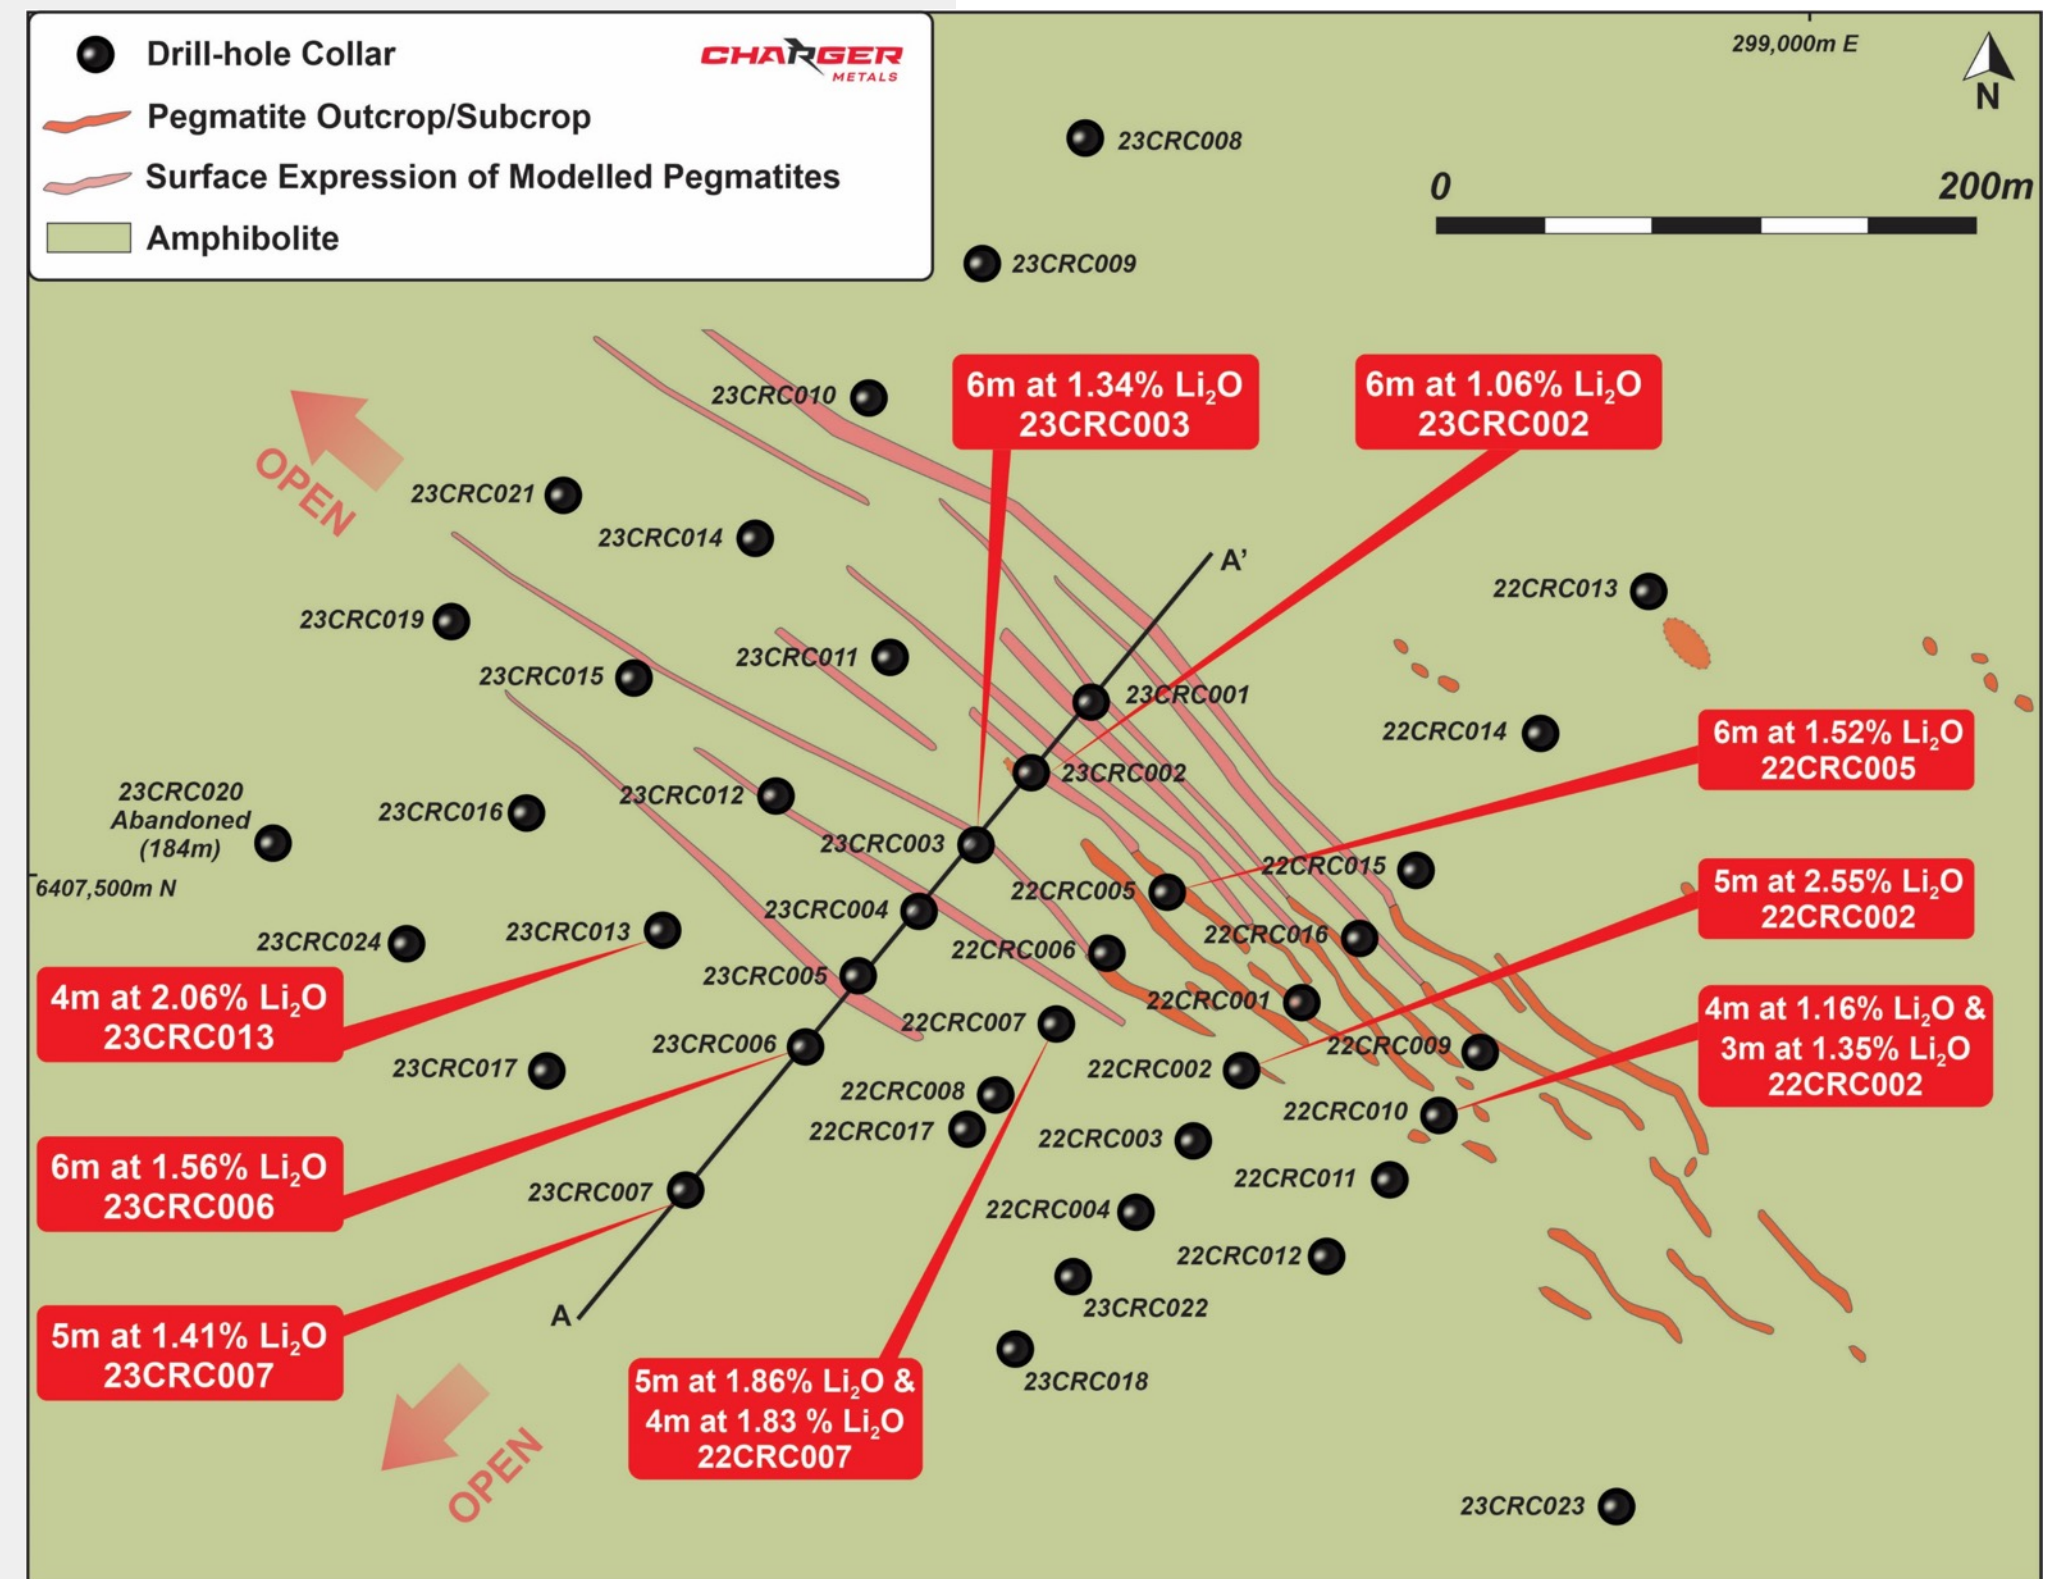 Drill-hole Collar
CHARGER
METALS
Pegmatite Outcrop/Subcrop
Surface Expression of Modelled Pegmatites
Amphibolite
299,000m E
N
0 200m
23CRC008
23CRC009
6m at 1.34% Li₂O
23CRC003
6m at 1.06% Li₂O
23CRC002
23CRC010
OPEN
23CRC021
23CRC014
A’
22CRC013
23CRC019
23CRC011
23CRC015
23CRC001
22CRC014
6m at 1.52% Li₂O
22CRC005
23CRC002
23CRC020
Abandoned
(184m)
23CRC016
23CRC012
23CRC003
22CRC015
6407,500m N
22CRC005
5m at 2.55% Li₂O
22CRC002
23CRC004
23CRC024
23CRC013
22CRC006
22CRC016
23CRC005
4m at 2.06% Li₂O
23CRC013
22CRC001
4m at 1.16% Li₂O &
3m at 1.35% Li₂O
22CRC002
22CRC007
23CRC006
22CRC009
23CRC017
22CRC002
22CRC008
22CRC010
22CRC017
22CRC003
6m at 1.56% Li₂O
23CRC006
22CRC011
23CRC007
22CRC004
22CRC012
A
23CRC022
5m at 1.41% Li₂O
23CRC007
23CRC018
5m at 1.86% Li₂O &
4m at 1.83 % Li₂O
22CRC007
OPEN
23CRC023